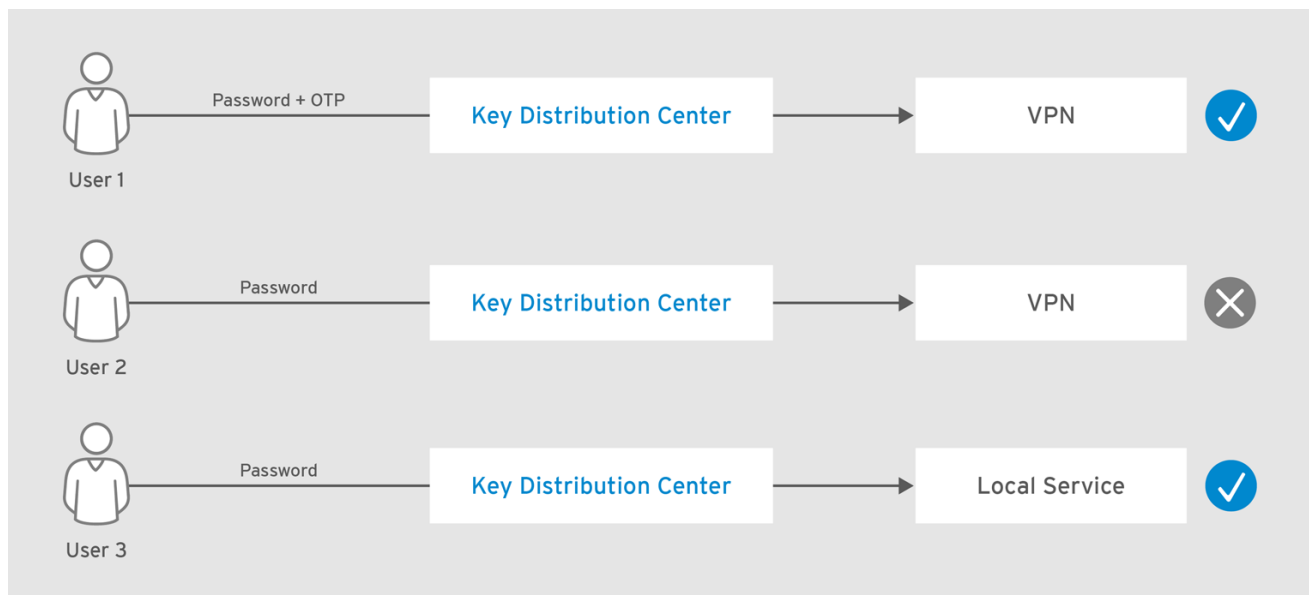 Password + OTP
Key Distribution Center
VPN
User 1
Password
Key Distribution Center
VPN
User 2
Password
Key Distribution Center
Local Service
User 3